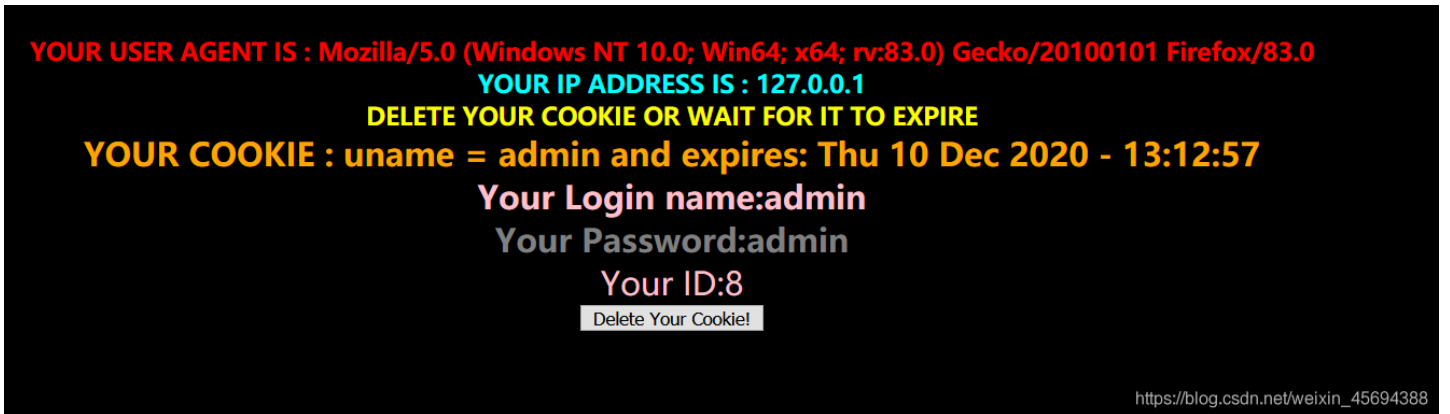 YOUR USER AGENT IS : Mozilla/5.0 (Windows NT 10.0; Win64; x64; rv:83.0) Gecko/20100101 Firefox/83.0
YOUR IP ADDRESS IS : 127.0.0.1
DELETE YOUR COOKIE OR WAIT FOR IT TO EXPIRE
YOUR COOKIE : uname = admin and expires: Thu 10 Dec 2020 - 13:12:57
Your Login name:admin
Your Password:admin
Your ID:8
Delete Your Cookie!
https://blog.csdn.net/weixin_45694388